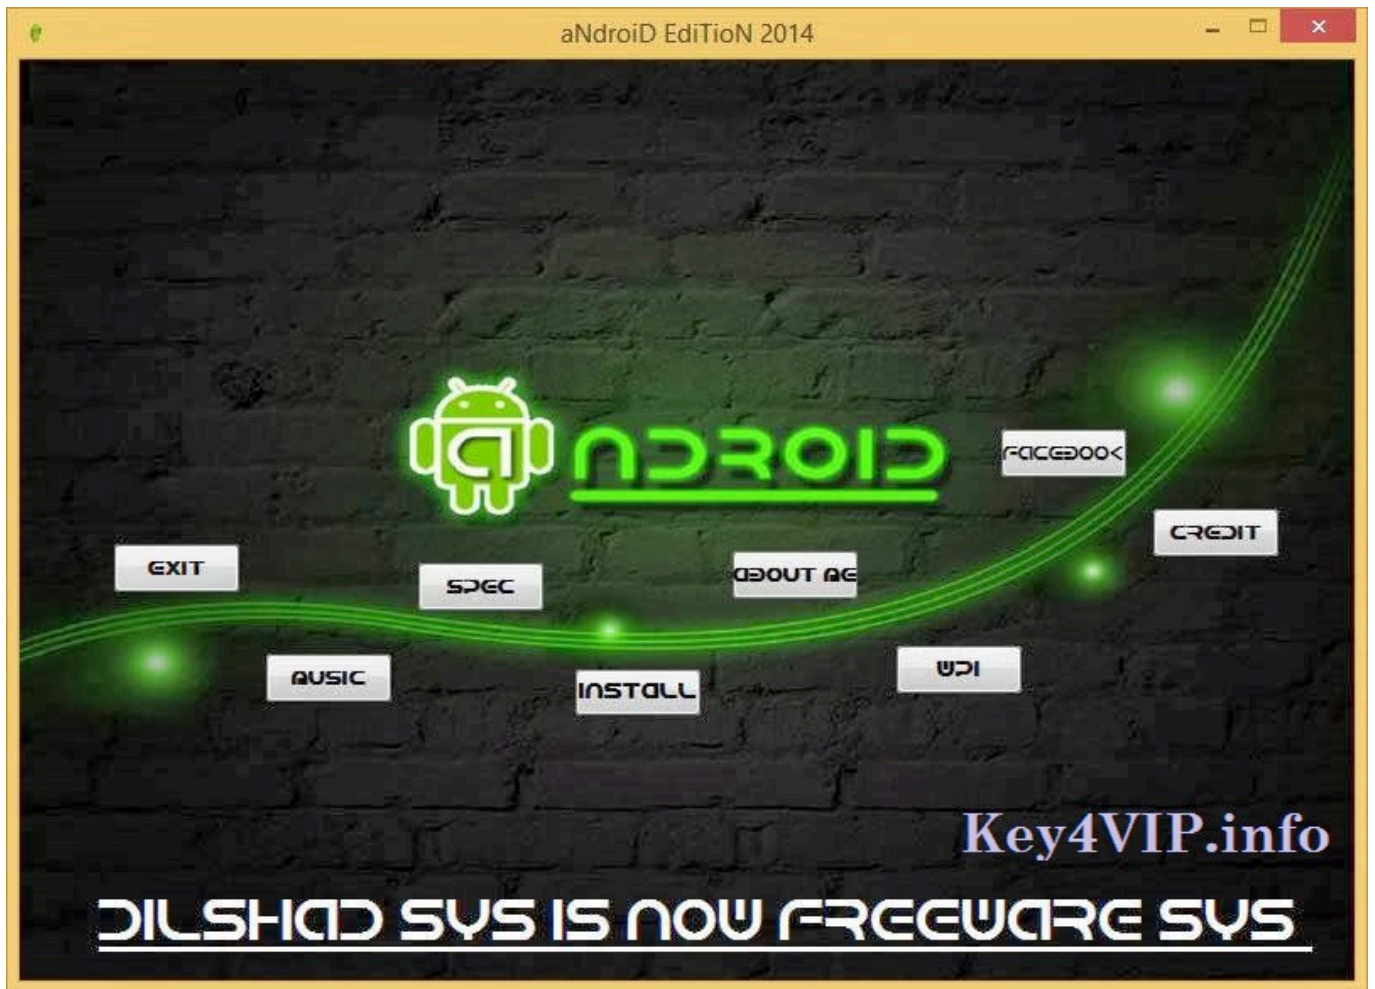 aNdroiD EdiTioN 2014
aNDROID
FACEBOOK
CREDIT
EXIT
SPEC
ABOUT ME
MUSIC
INSTALL
WPI
Key4VIP.info
DILSHAD SYS IS NOW FREEWARE SYS